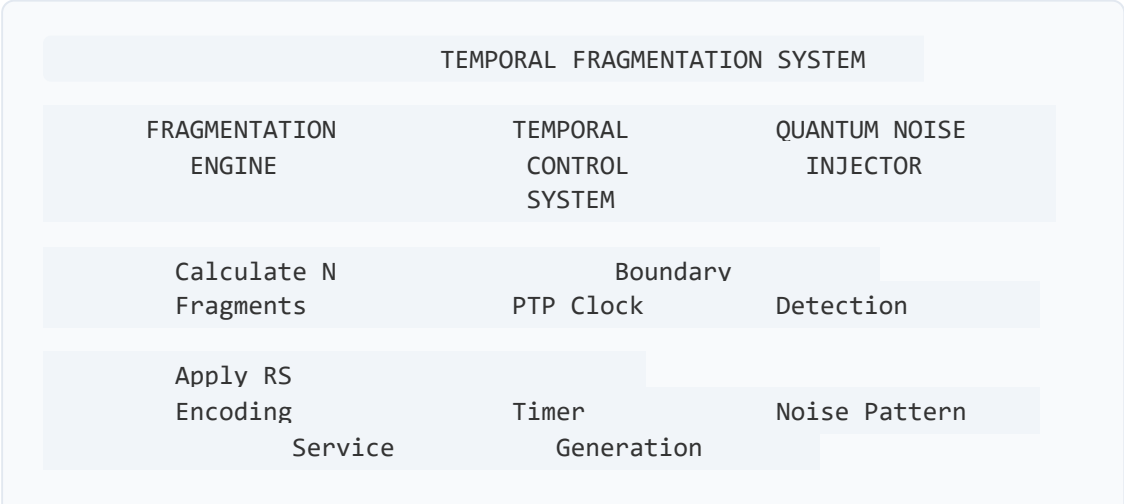 TEMPORAL FRAGMENTATION SYSTEM
FRAGMENTATION TEMPORAL QUANTUM NOISE
ENGINE CONTROL INJECTOR
SYSTEM
Calculate N Boundary
Fragments PTP Clock Detection
Apply RS
Encoding Timer Noise Pattern
Service Generation